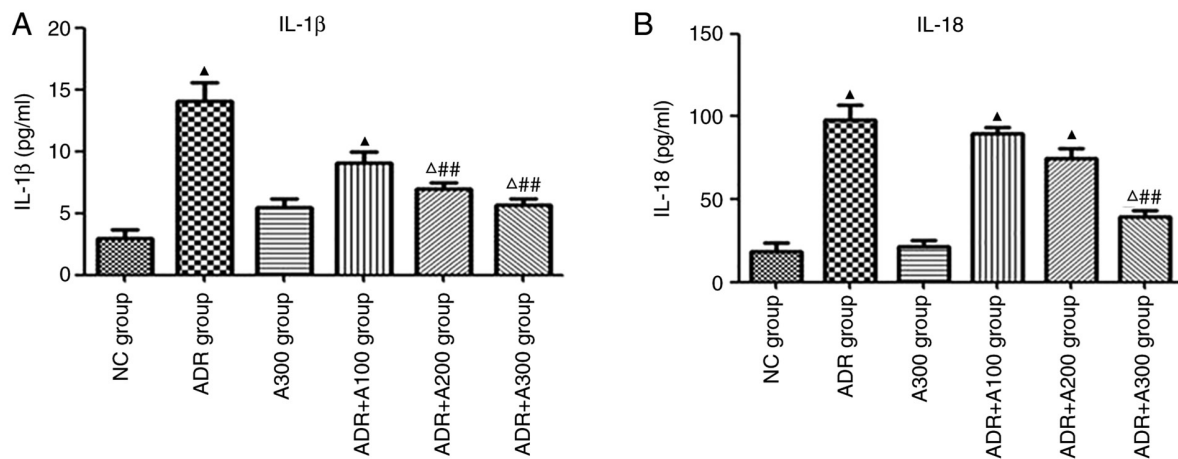 A
IL-1β
IL-1β (pg/ml)
20
15
10
5
0
▲
▲
△##
△##
NC group
ADR group
A300 group
ADR+A100 group
ADR+A200 group
ADR+A300 group
B
IL-18
IL-18 (pg/ml)
150
100
50
0
▲
▲
▲
△##
NC group
ADR group
A300 group
ADR+A100 group
ADR+A200 group
ADR+A300 group